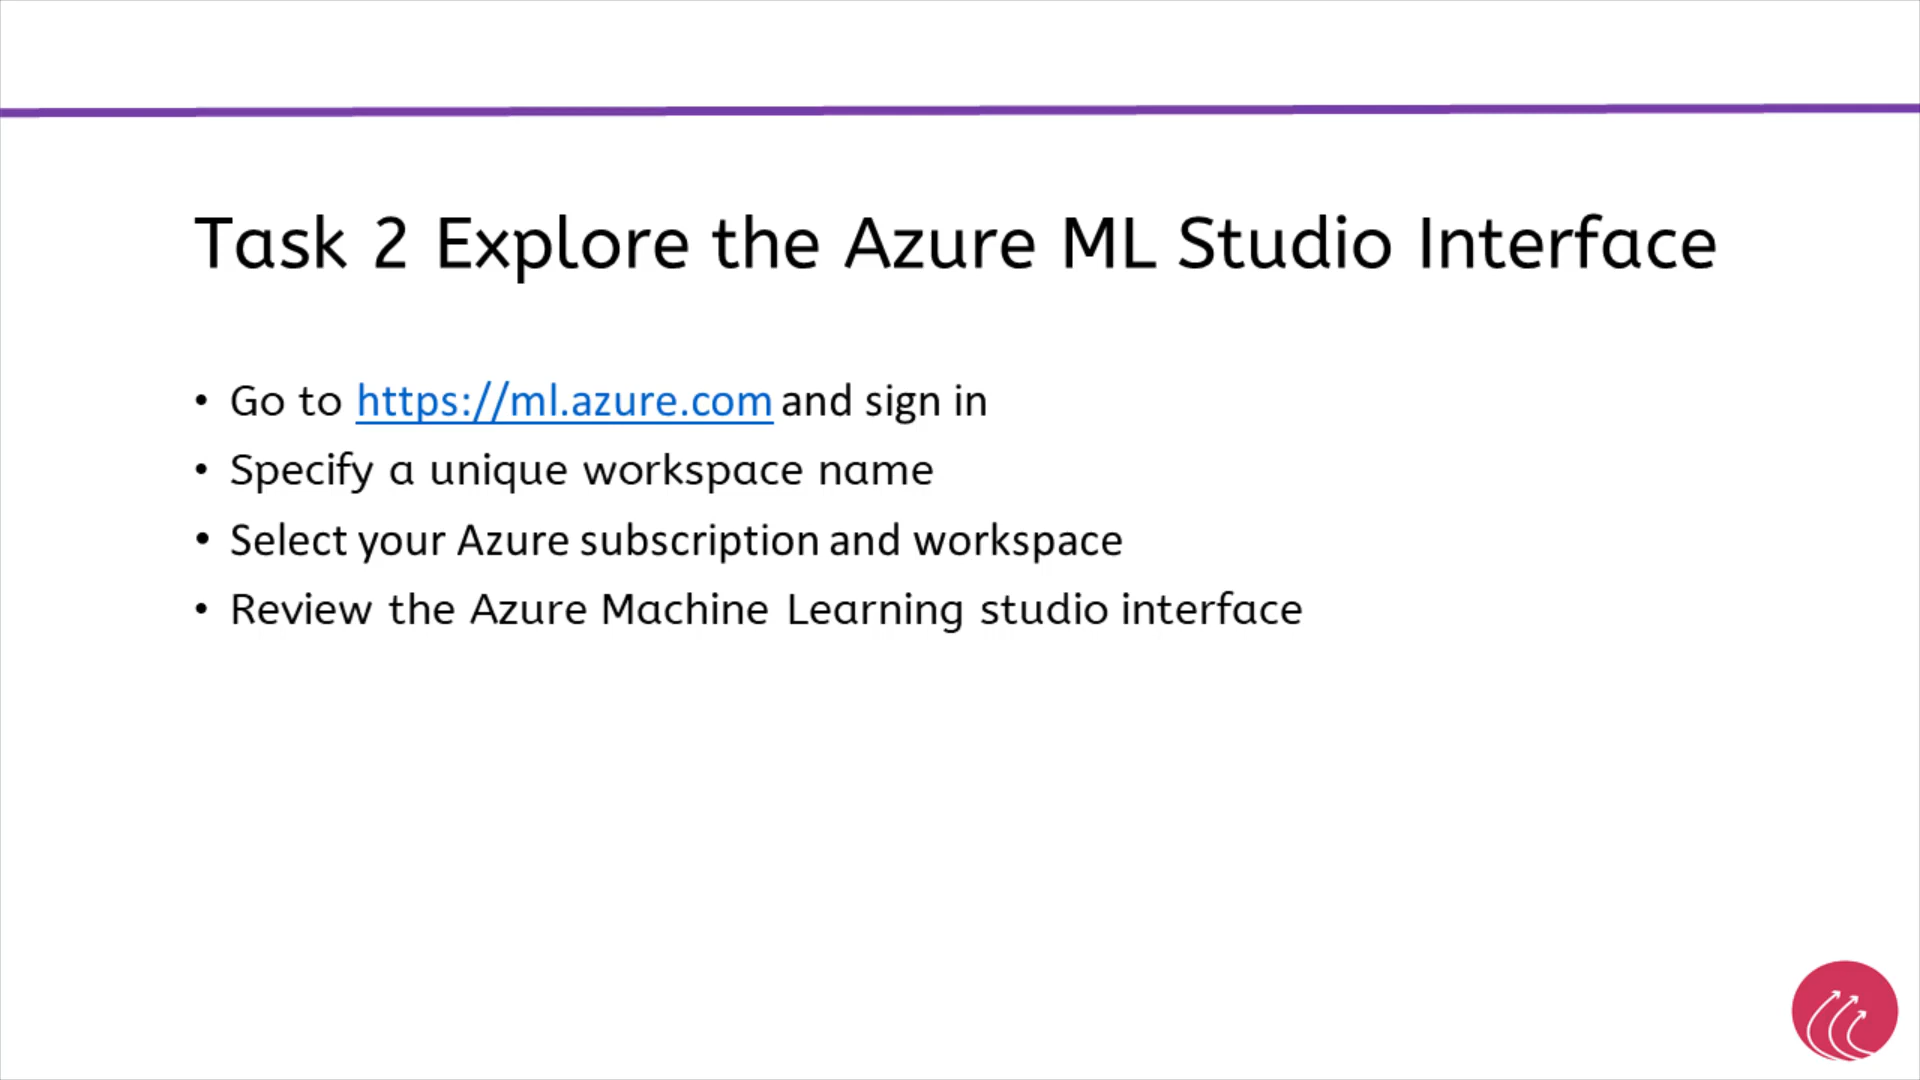 Task 2 Explore the Azure ML Studio Interface
• Go to https://ml.azure.com and sign in
• Specify a unique workspace name
• Select your Azure subscription and workspace
• Review the Azure Machine Learning studio interface